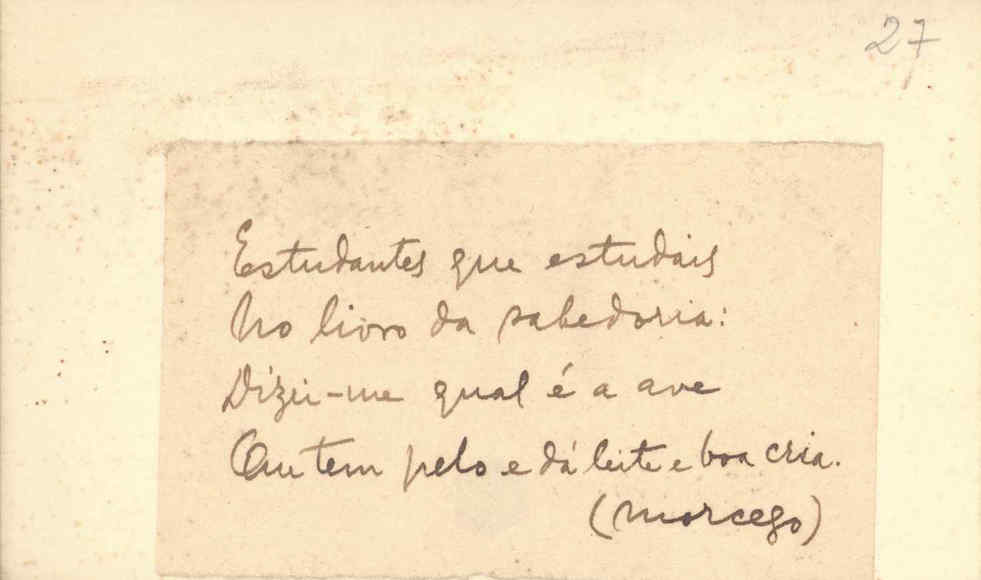 27
Estudantes que estudais
No livro da sabedoria:
Dizei-me qual é a ave
Que tem pelo e dá leite e boa cria.
(morcego)